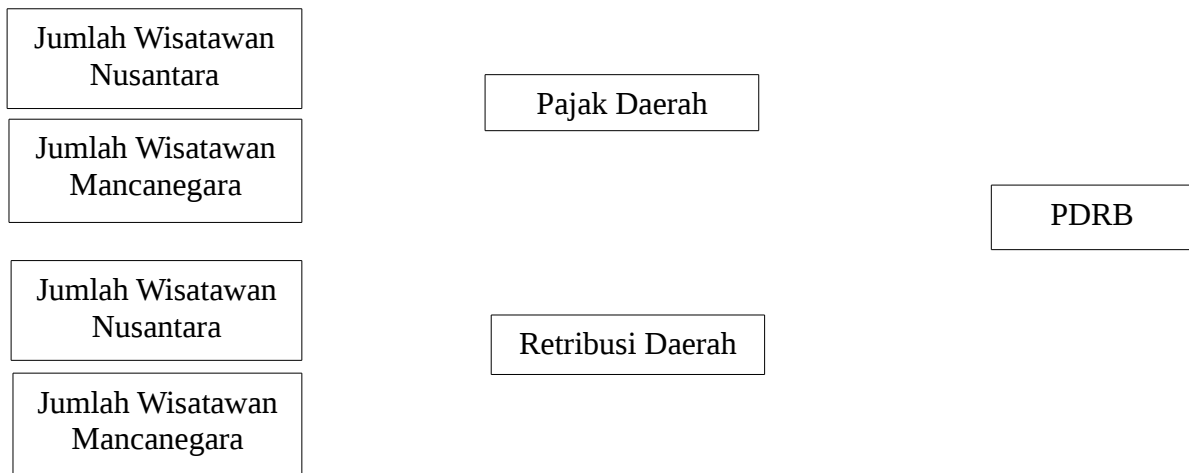 Jumlah Wisatawan
Nusantara
Jumlah Wisatawan
Mancanegara
Jumlah Wisatawan
Nusantara
Jumlah Wisatawan
Mancanegara
Pajak Daerah
Retribusi Daerah
PDRB